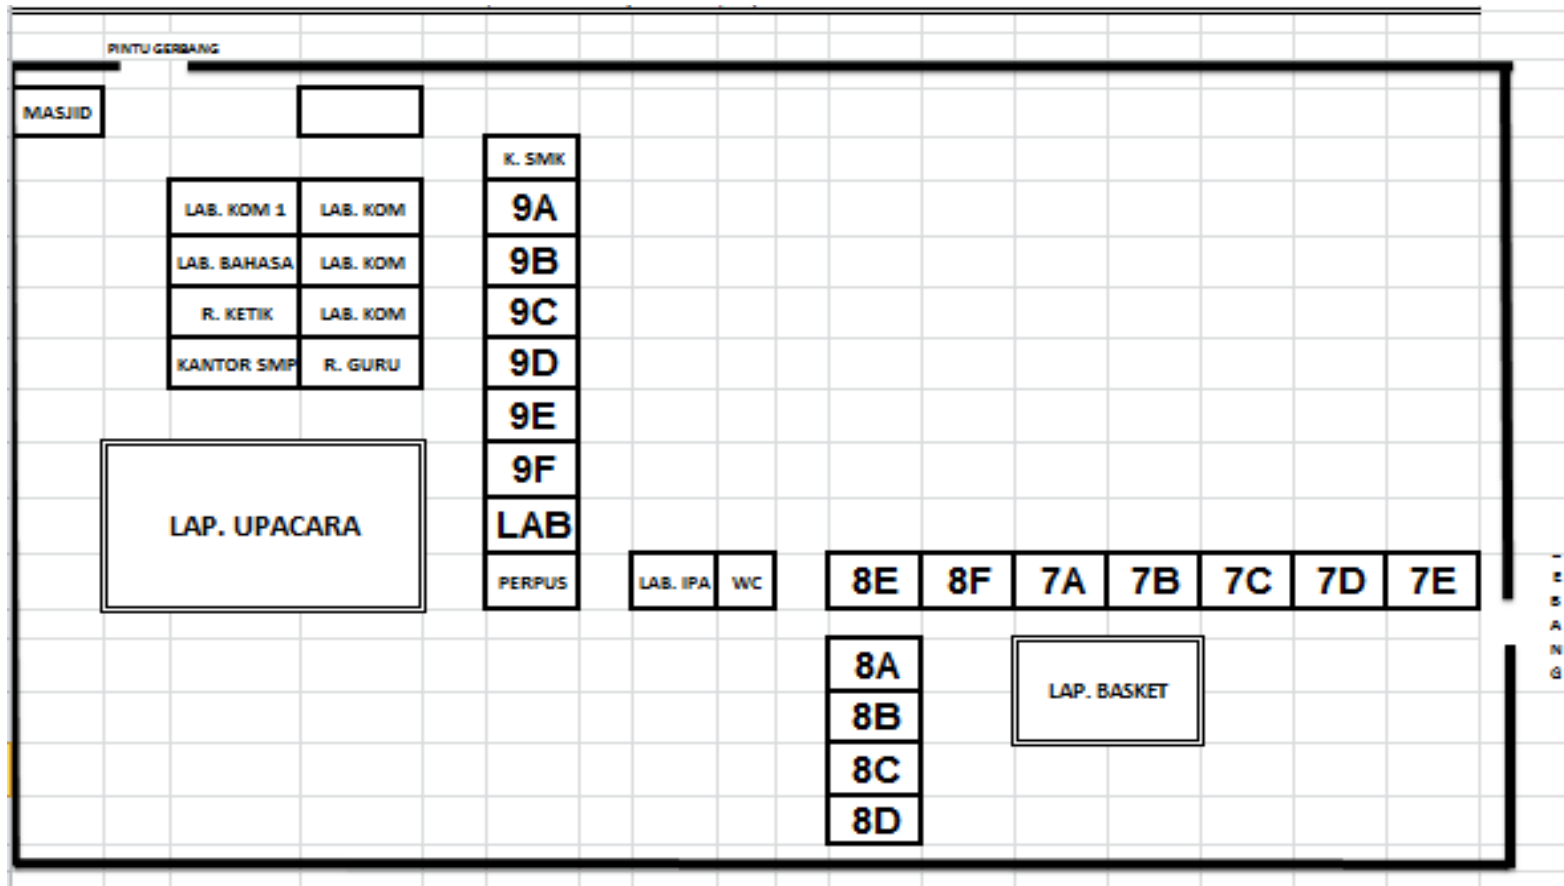 PINTU GERBANG
MASJID
K. SMK
LAB. KOM 1 LAB. KOM 9A
LAB. BAHASA LAB. KOM 9B
R. KETIK LAB. KOM 9C
KANTOR SMP R. GURU 9D
9E
9F
LAP. UPACARA LAB
PERPUS LAB. IPA WC 8E 8F 7A 7B 7C 7D 7E
8A
LAP. BASKET
8B
8C
8D
E
B
A
N
G